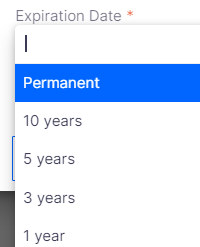 Expiration Date *
Permanent
10 years
5 years
3 years
1 year